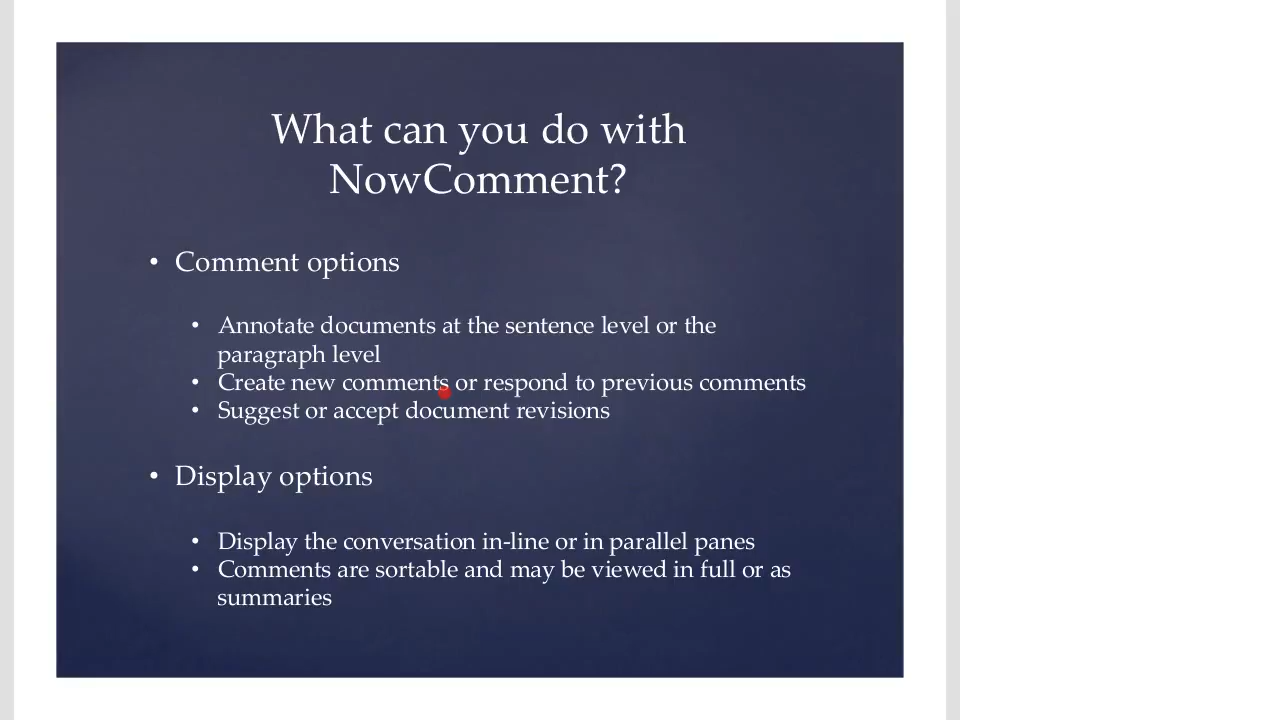 What can you do with
NowComment?
• Comment options
• Annotate documents at the sentence level or the
paragraph level
• Create new comments or respond to previous comments
• Suggest or accept document revisions
• Display options
• Display the conversation in-line or in parallel panes
• Comments are sortable and may be viewed in full or as
summaries